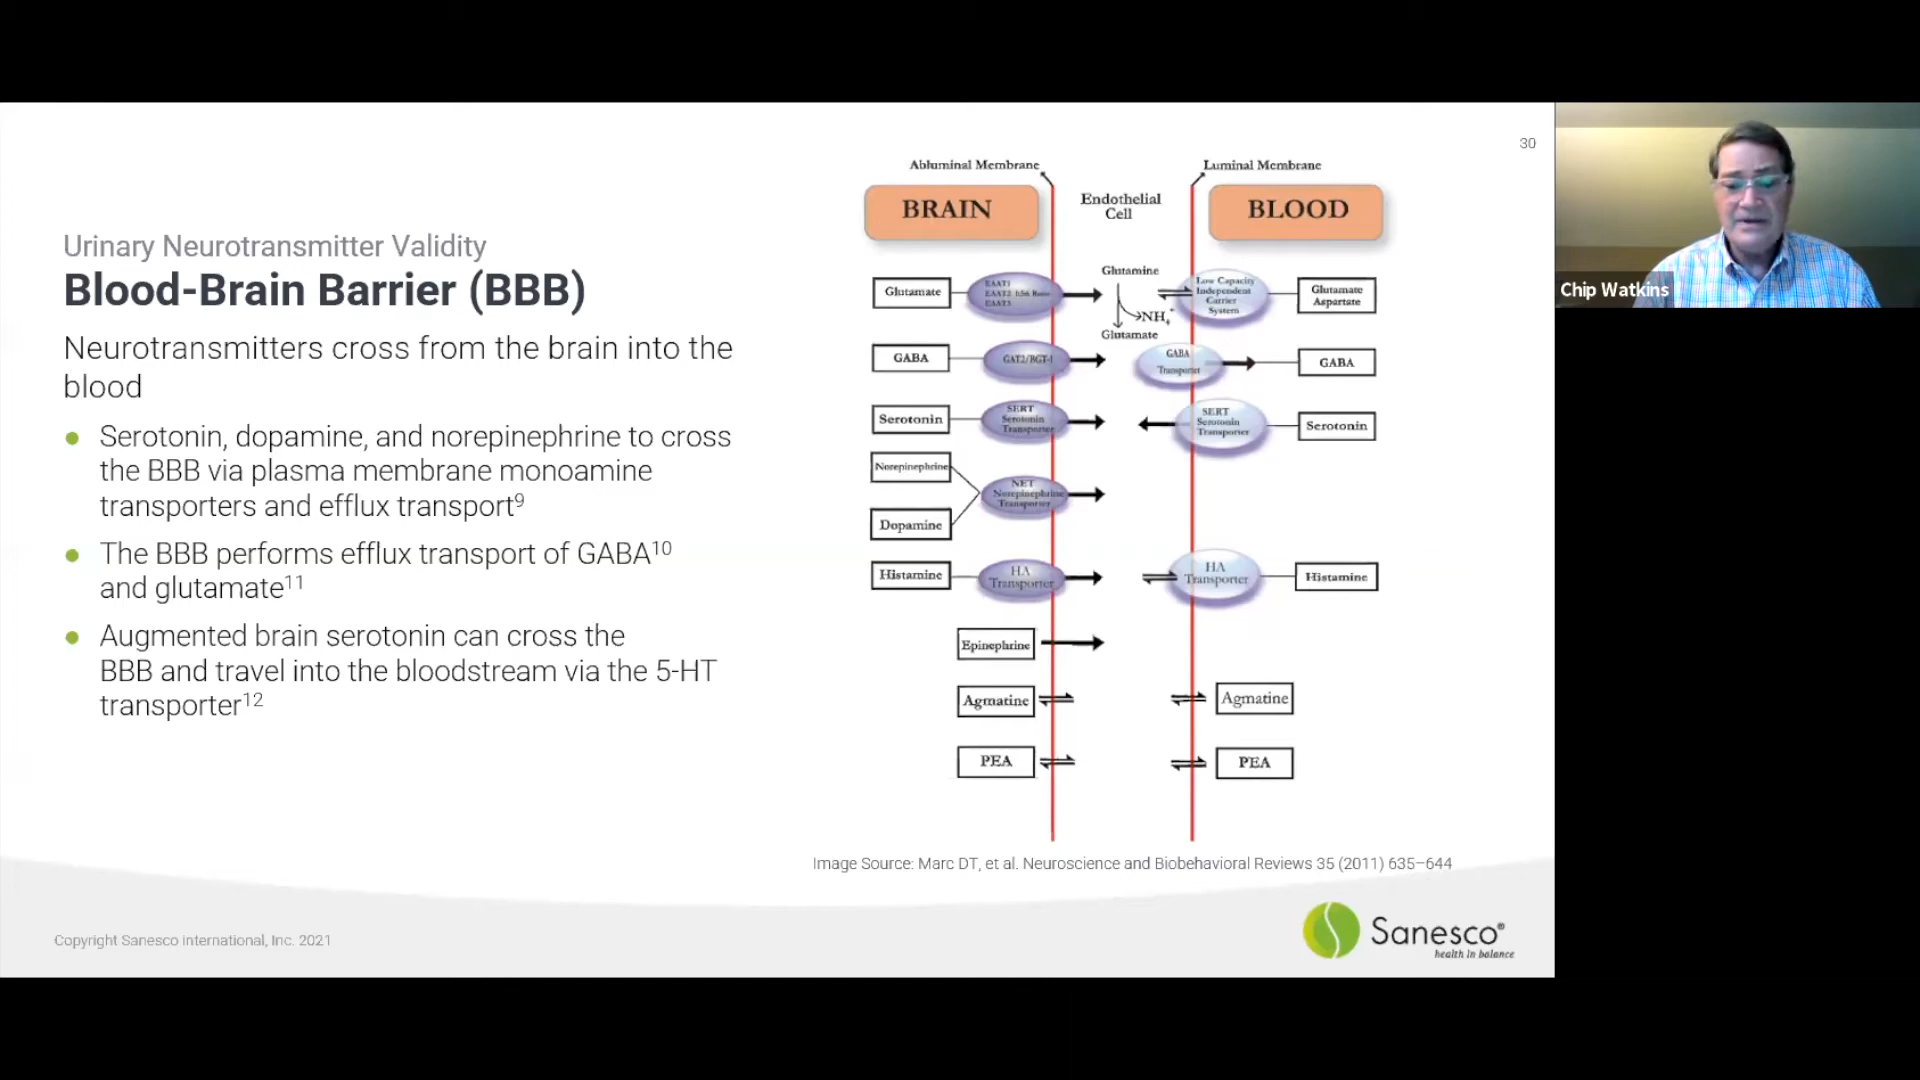 30
Urinary Neurotransmitter Validity
Blood-Brain Barrier (BBB)
Neurotransmitters cross from the brain into the
blood
Serotonin, dopamine, and norepinephrine to cross
the BBB via plasma membrane monoamine
transporters and efflux transport9
The BBB performs efflux transport of GABA10
and glutamate11
Augmented brain serotonin can cross the
BBB and travel into the bloodstream via the 5-HT
transporter12
Abluminal Membrane
Luminal Membrane
BRAIN
Endothelial
Cell
BLOOD
Glutamate
EAAT1
EAAT2
EAAT3
Glutamine
NH4+
Glutamate
Low Capacity
Independent
Carrier
System
Glutamate
Aspartate
GABA
GAT2/BGT-1
GABA
Transporter
GABA
Serotonin
SERT
Serotonin
Transporter
SERT
Serotonin
Transporter
Serotonin
Norepinephrine
Dopamine
NET
Norepinephrine
Transporter
Histamine
HA
Transporter
HA
Transporter
Histamine
Epinephrine
Agmatine
Agmatine
PEA
PEA
Image Source: Marc DT, et al. Neuroscience and Biobehavioral Reviews 35 (2011) 635–644
Copyright Sanesco international, Inc. 2021
Sanesco®
health in balance
Chip Watkins